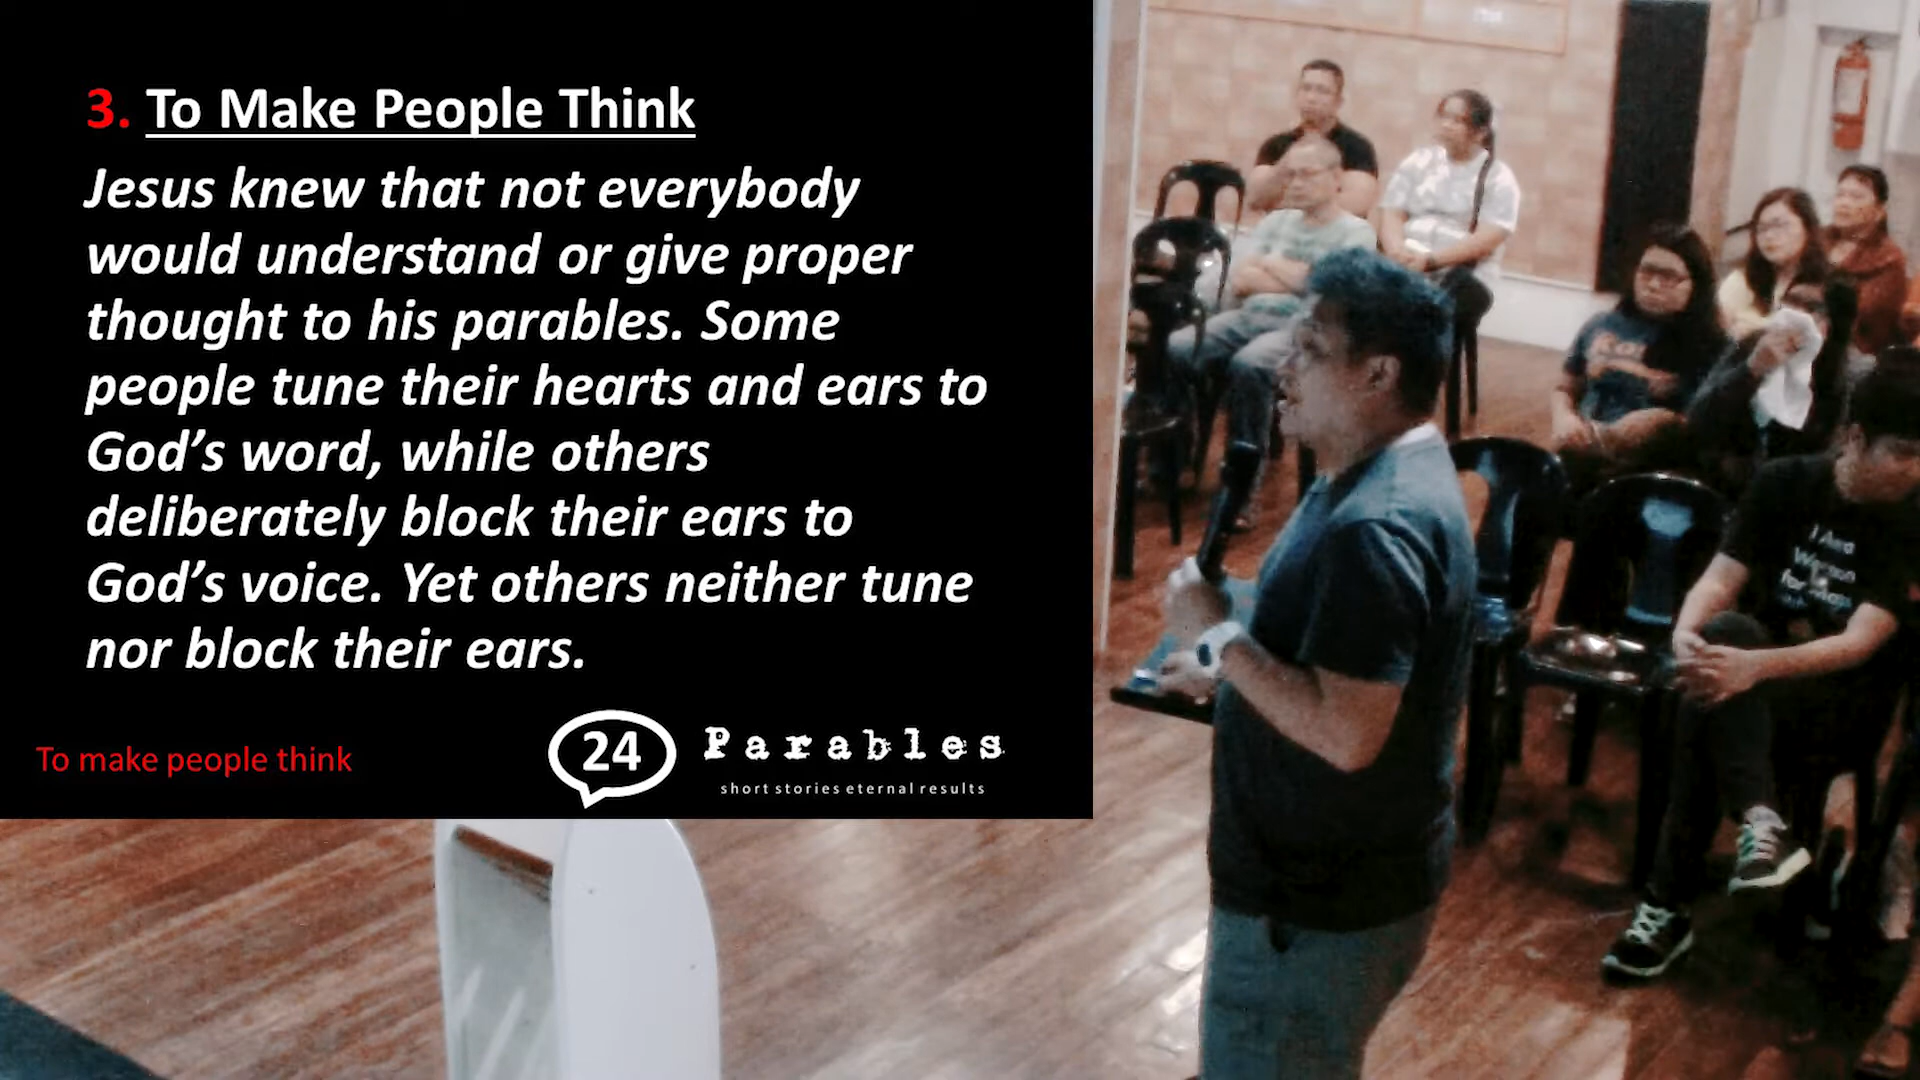 3. To Make People Think
Jesus knew that not everybody
would understand or give proper
thought to his parables. Some
people tune their hearts and ears to
God's word, while others
deliberately block their ears to
God's voice. Yet others neither tune
nor block their ears.
To make people think
24
Parables
short stories eternal results
I Am
for